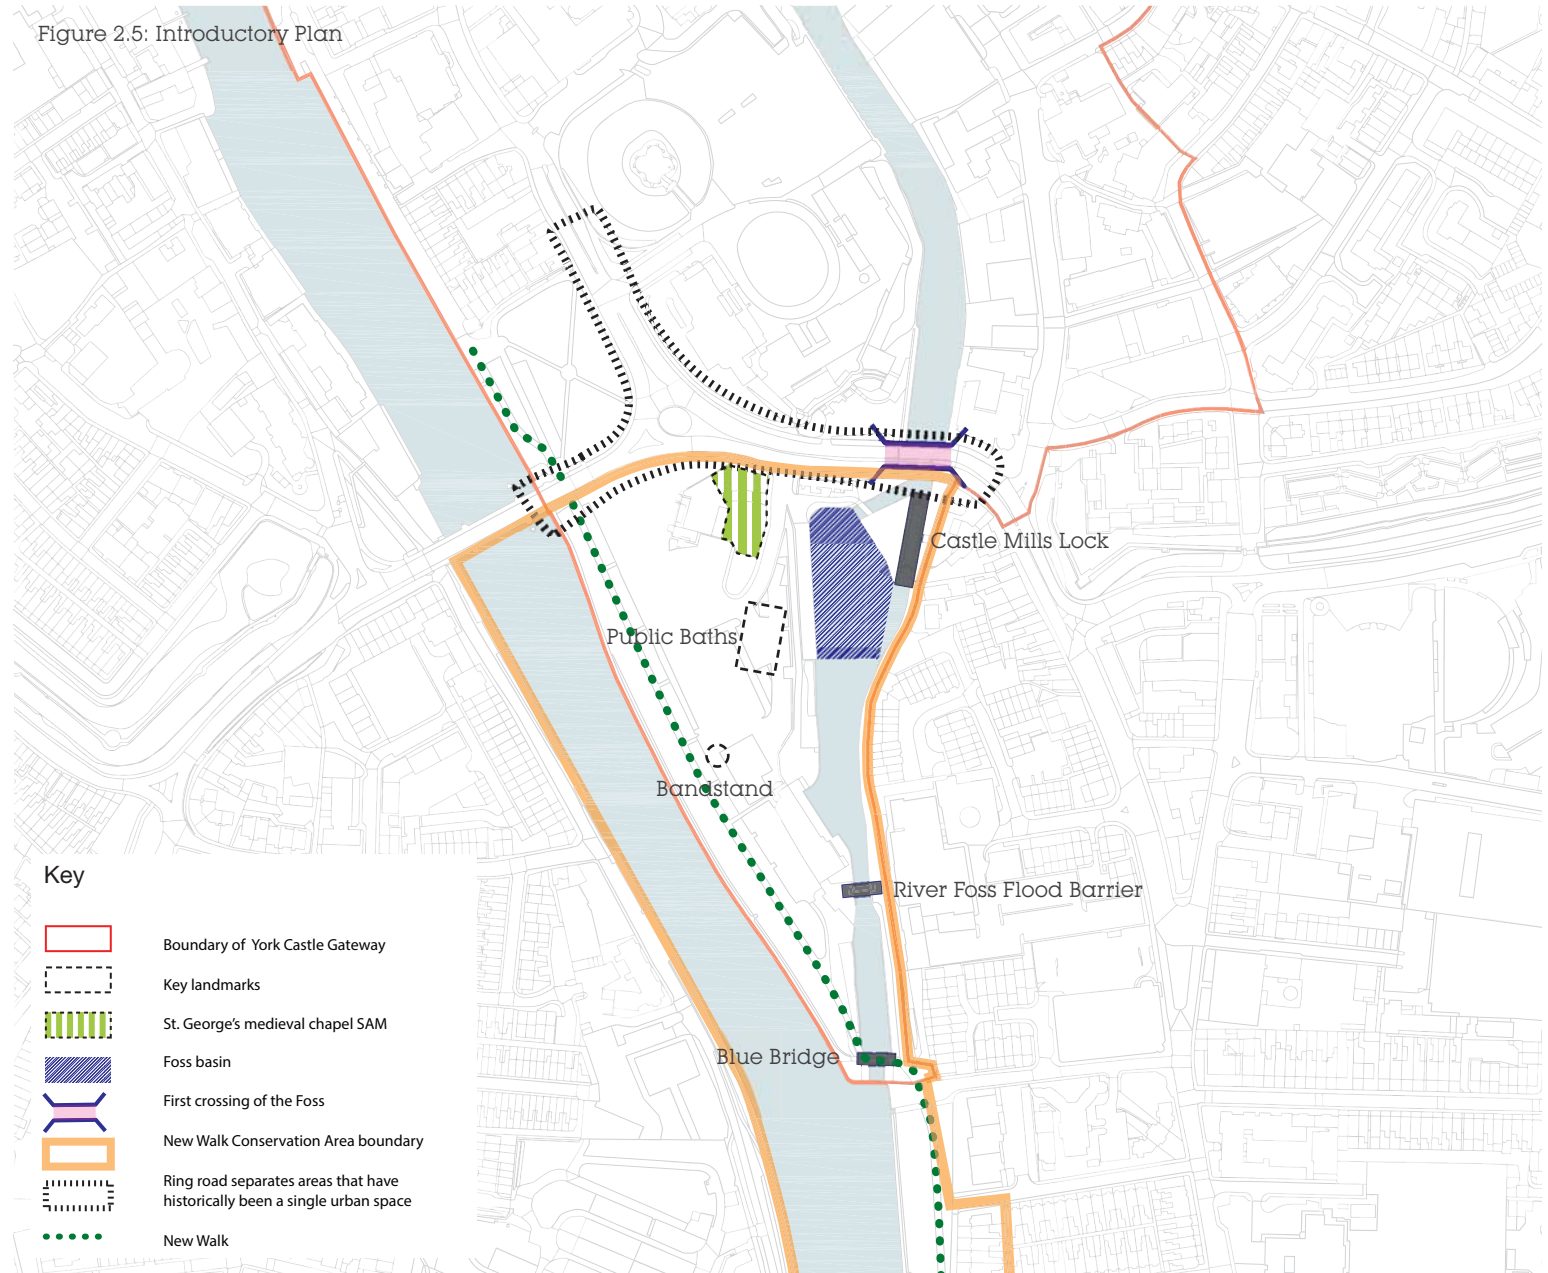 Figure 2.5: Introductory Plan
Castle Mills Lock
Public Baths
Bandstand
River Foss Flood Barrier
Blue Bridge
Key
Boundary of York Castle Gateway
Key landmarks
St. George's medieval chapel SAM
Foss basin
First crossing of the Foss
New Walk Conservation Area boundary
Ring road separates areas that have
historically been a single urban space
New Walk